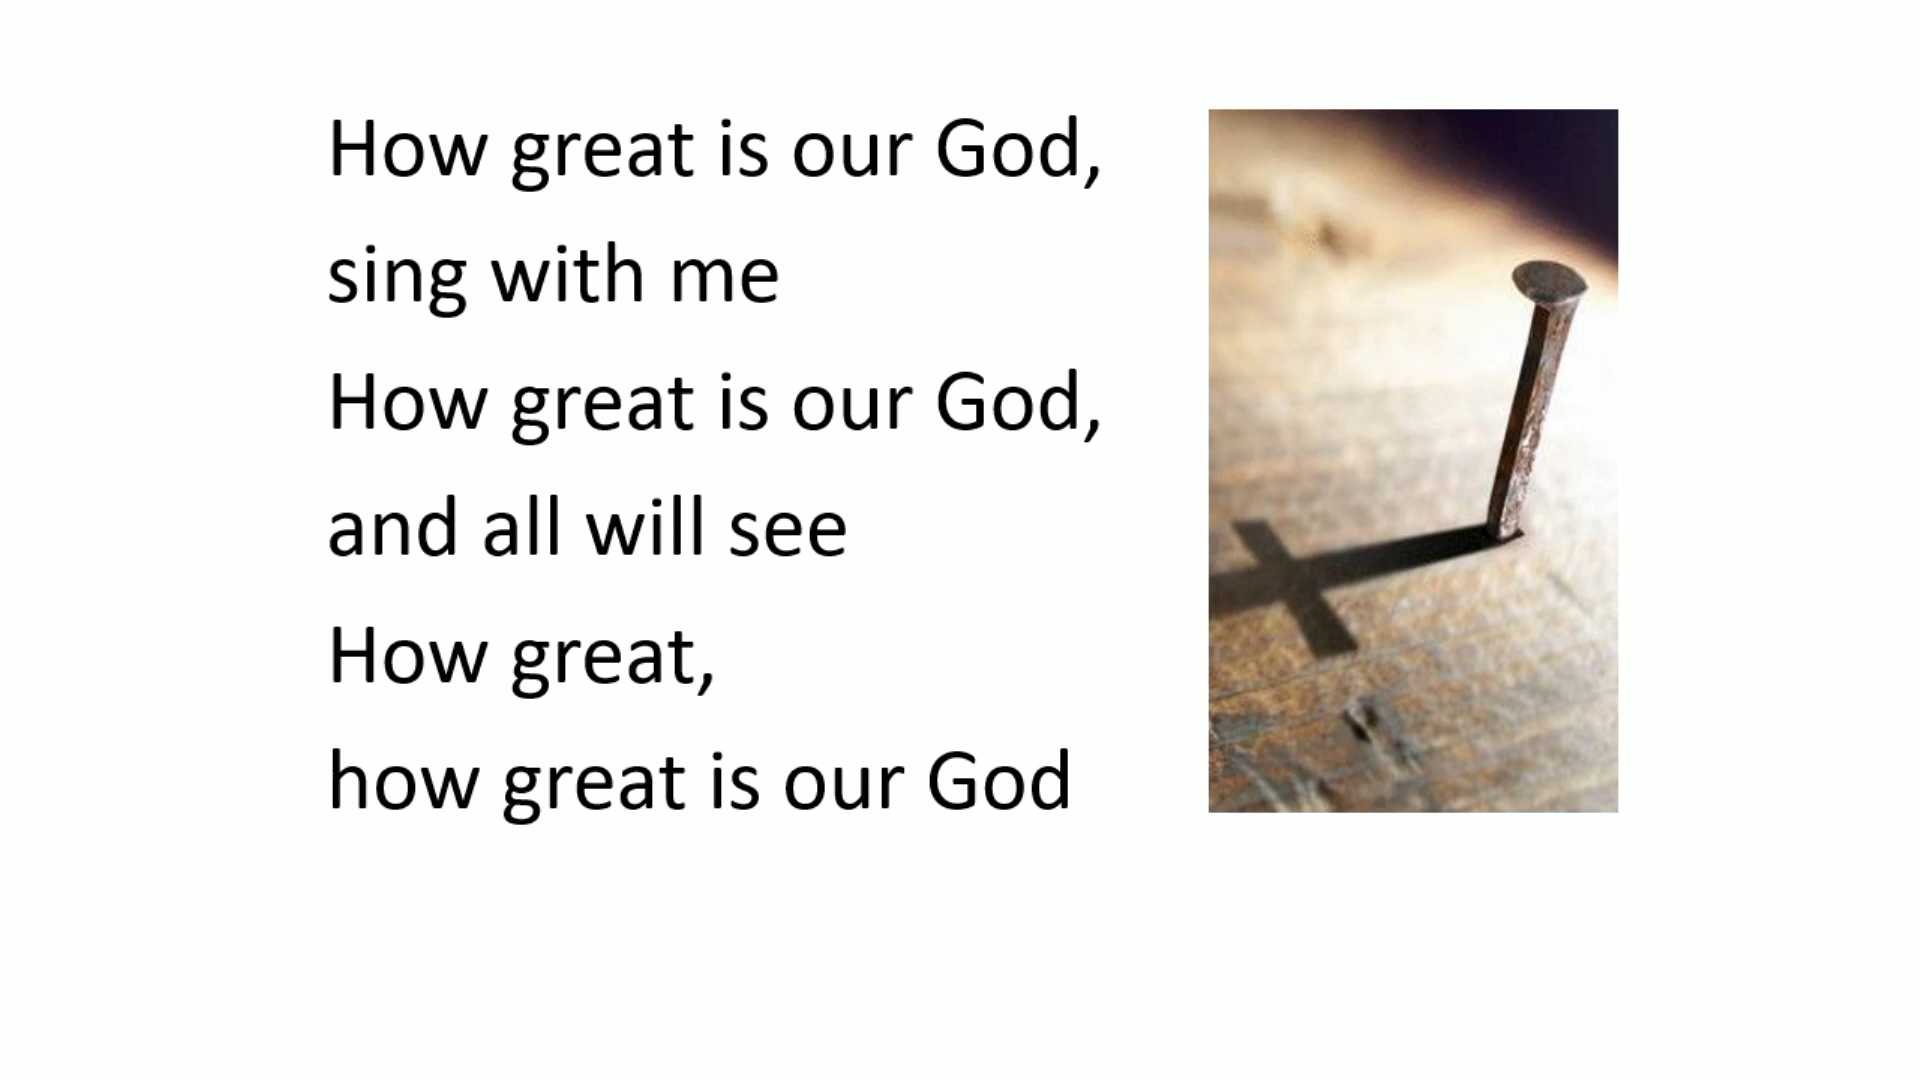 How great is our God,
sing with me
How great is our God,
and all will see
How great,
how great is our God